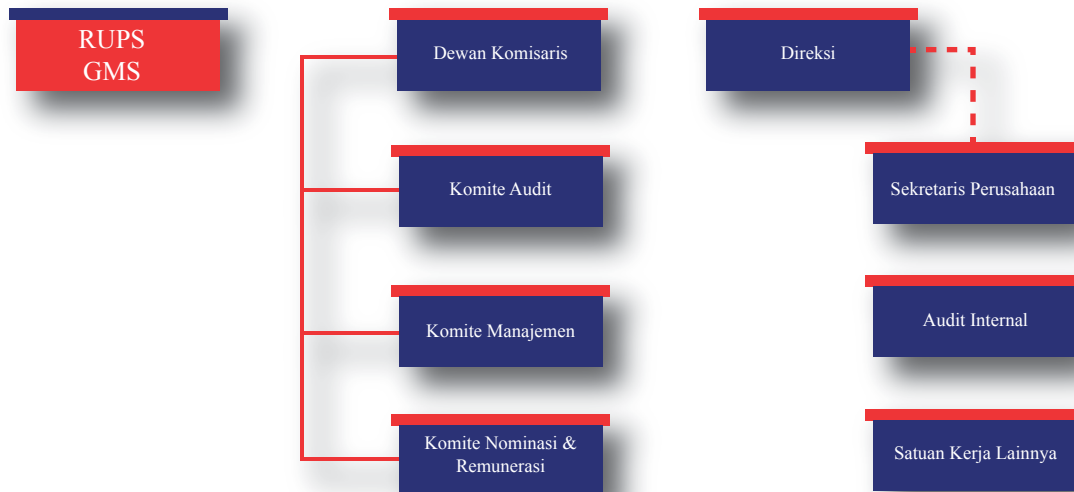 RUPS
GMS
Dewan Komisaris
Direksi
Komite Audit
Sekretaris Perusahaan
Komite Manajemen
Audit Internal
Komite Nominasi &
Remunerasi
Satuan Kerja Lainnya